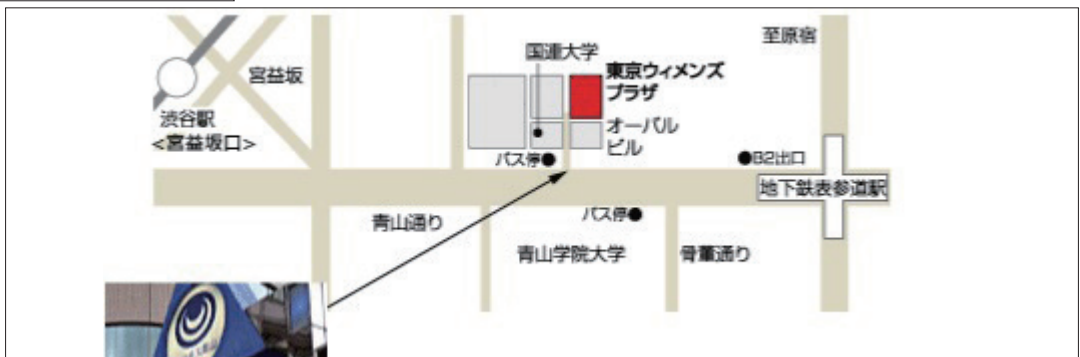 至原宿
国連大学
宮益坂
東京ウィメンズ
プラザ
渋谷駅
<宮益坂口>
オーバル
ビル
バス停●
●B2出口
地下鉄表参道駅
バス停●
青山通り
青山学院大学
骨董通り